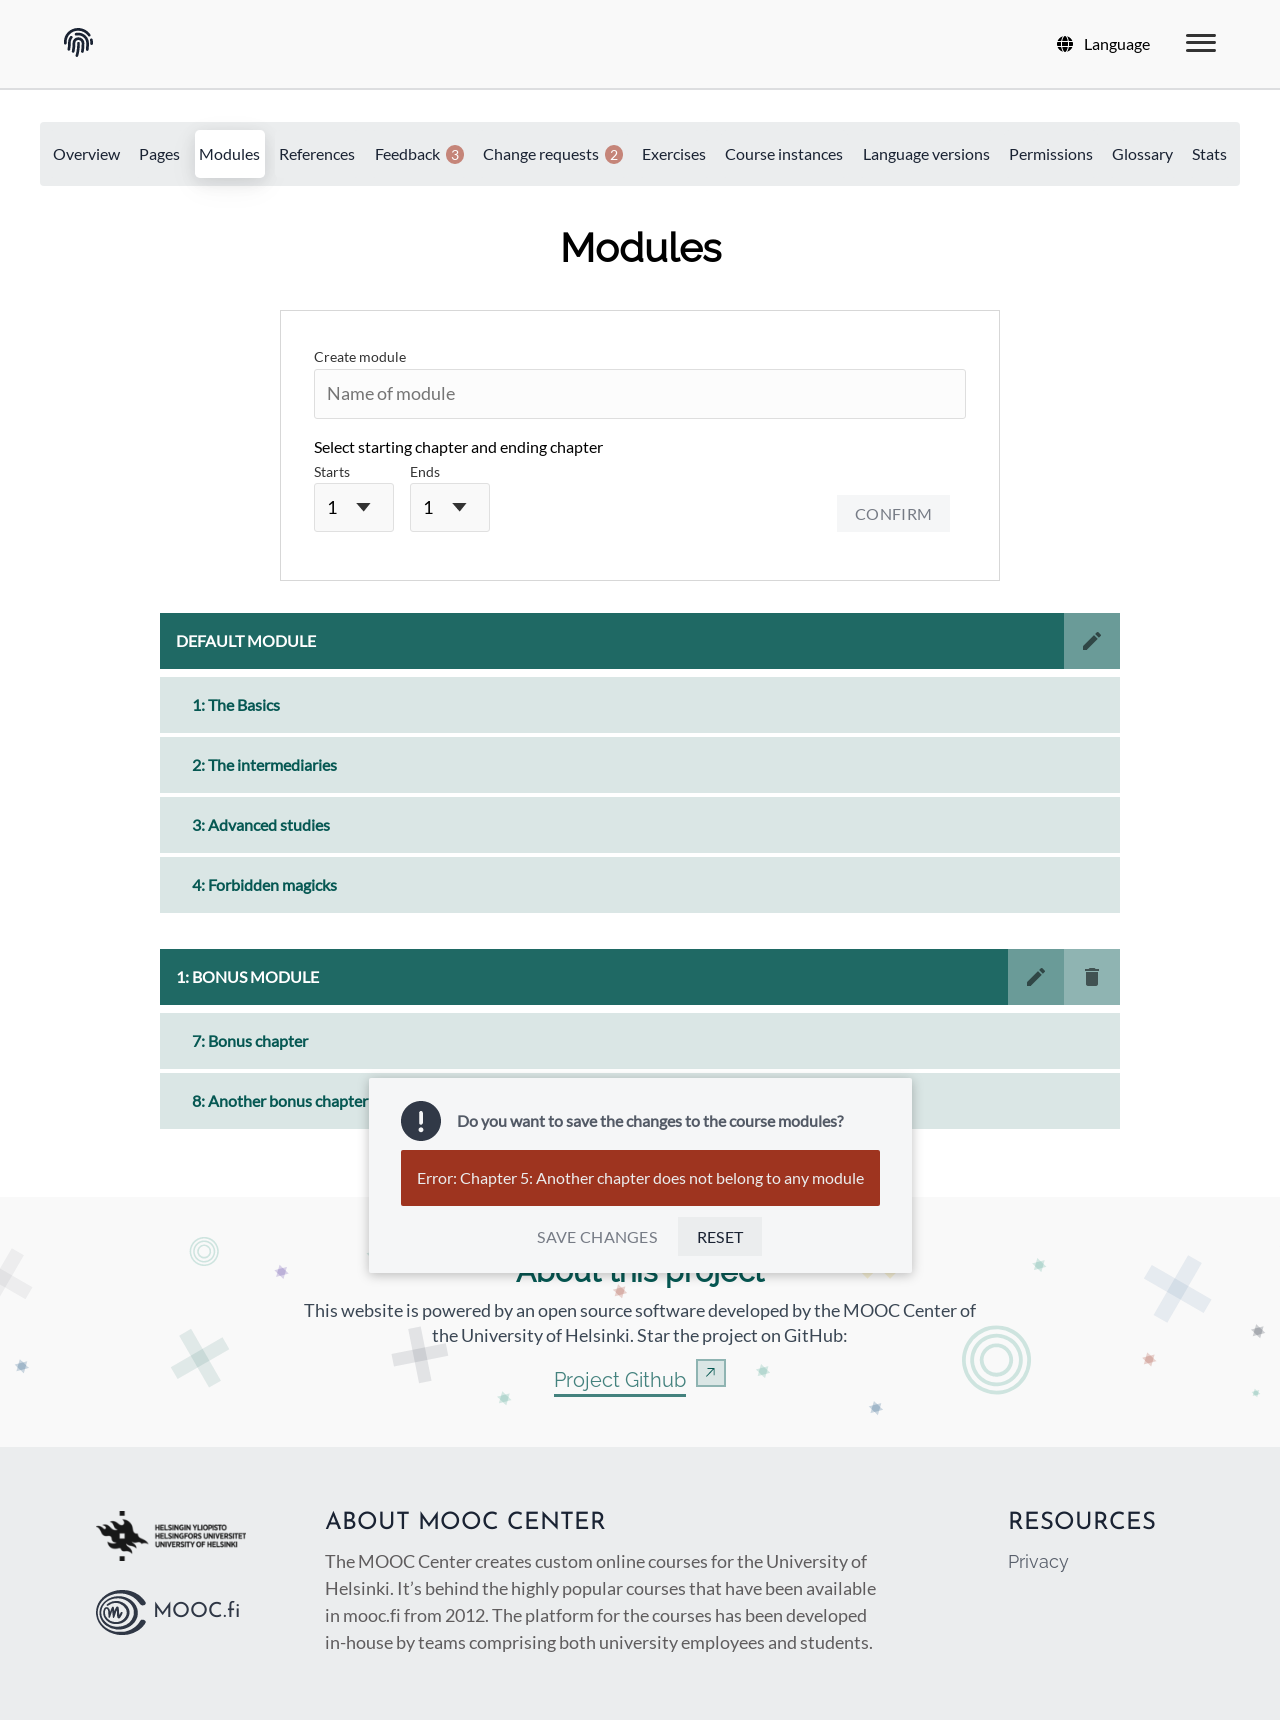 Language
Overview Pages Modules References Feedback 3 Change requests 2 Exercises Course instances Language versions Permissions Glossary Stats
Modules
Create module
Name of module
Select starting chapter and ending chapter
Starts Ends
1 1
CONFIRM
DEFAULT MODULE
1: The Basics
2: The intermediaries
3: Advanced studies
4: Forbidden magicks
1: BONUS MODULE
7: Bonus chapter
8: Another bonus chapter
Do you want to save the changes to the course modules?
Error: Chapter 5: Another chapter does not belong to any module
SAVE CHANGES RESET
About this project
This website is powered by an open source software developed by the MOOC Center of
the University of Helsinki. Star the project on GitHub:
Project Github
HELSINGIN YLIOPISTO
HELSINGFORS UNIVERSITET
UNIVERSITY OF HELSINKI
MOOC.fi
ABOUT MOOC CENTER
The MOOC Center creates custom online courses for the University of
Helsinki. It’s behind the highly popular courses that have been available
in mooc.fi from 2012. The platform for the courses has been developed
in-house by teams comprising both university employees and students.
RESOURCES
Privacy